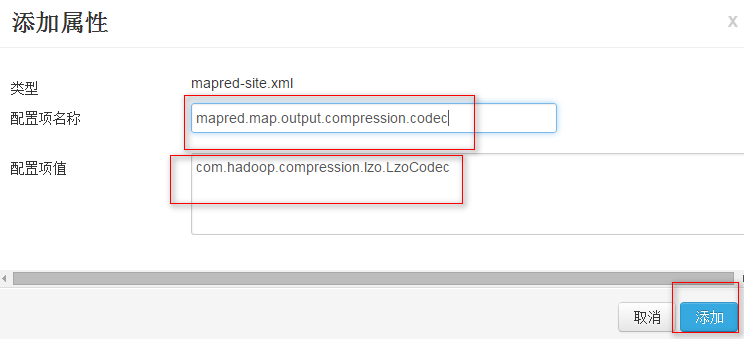 添加属性
x
类型 mapred-site.xml
配置项名称 mapred.map.output.compression.codec
配置项值 com.hadoop.compression.lzo.LzoCodec
取消 添加